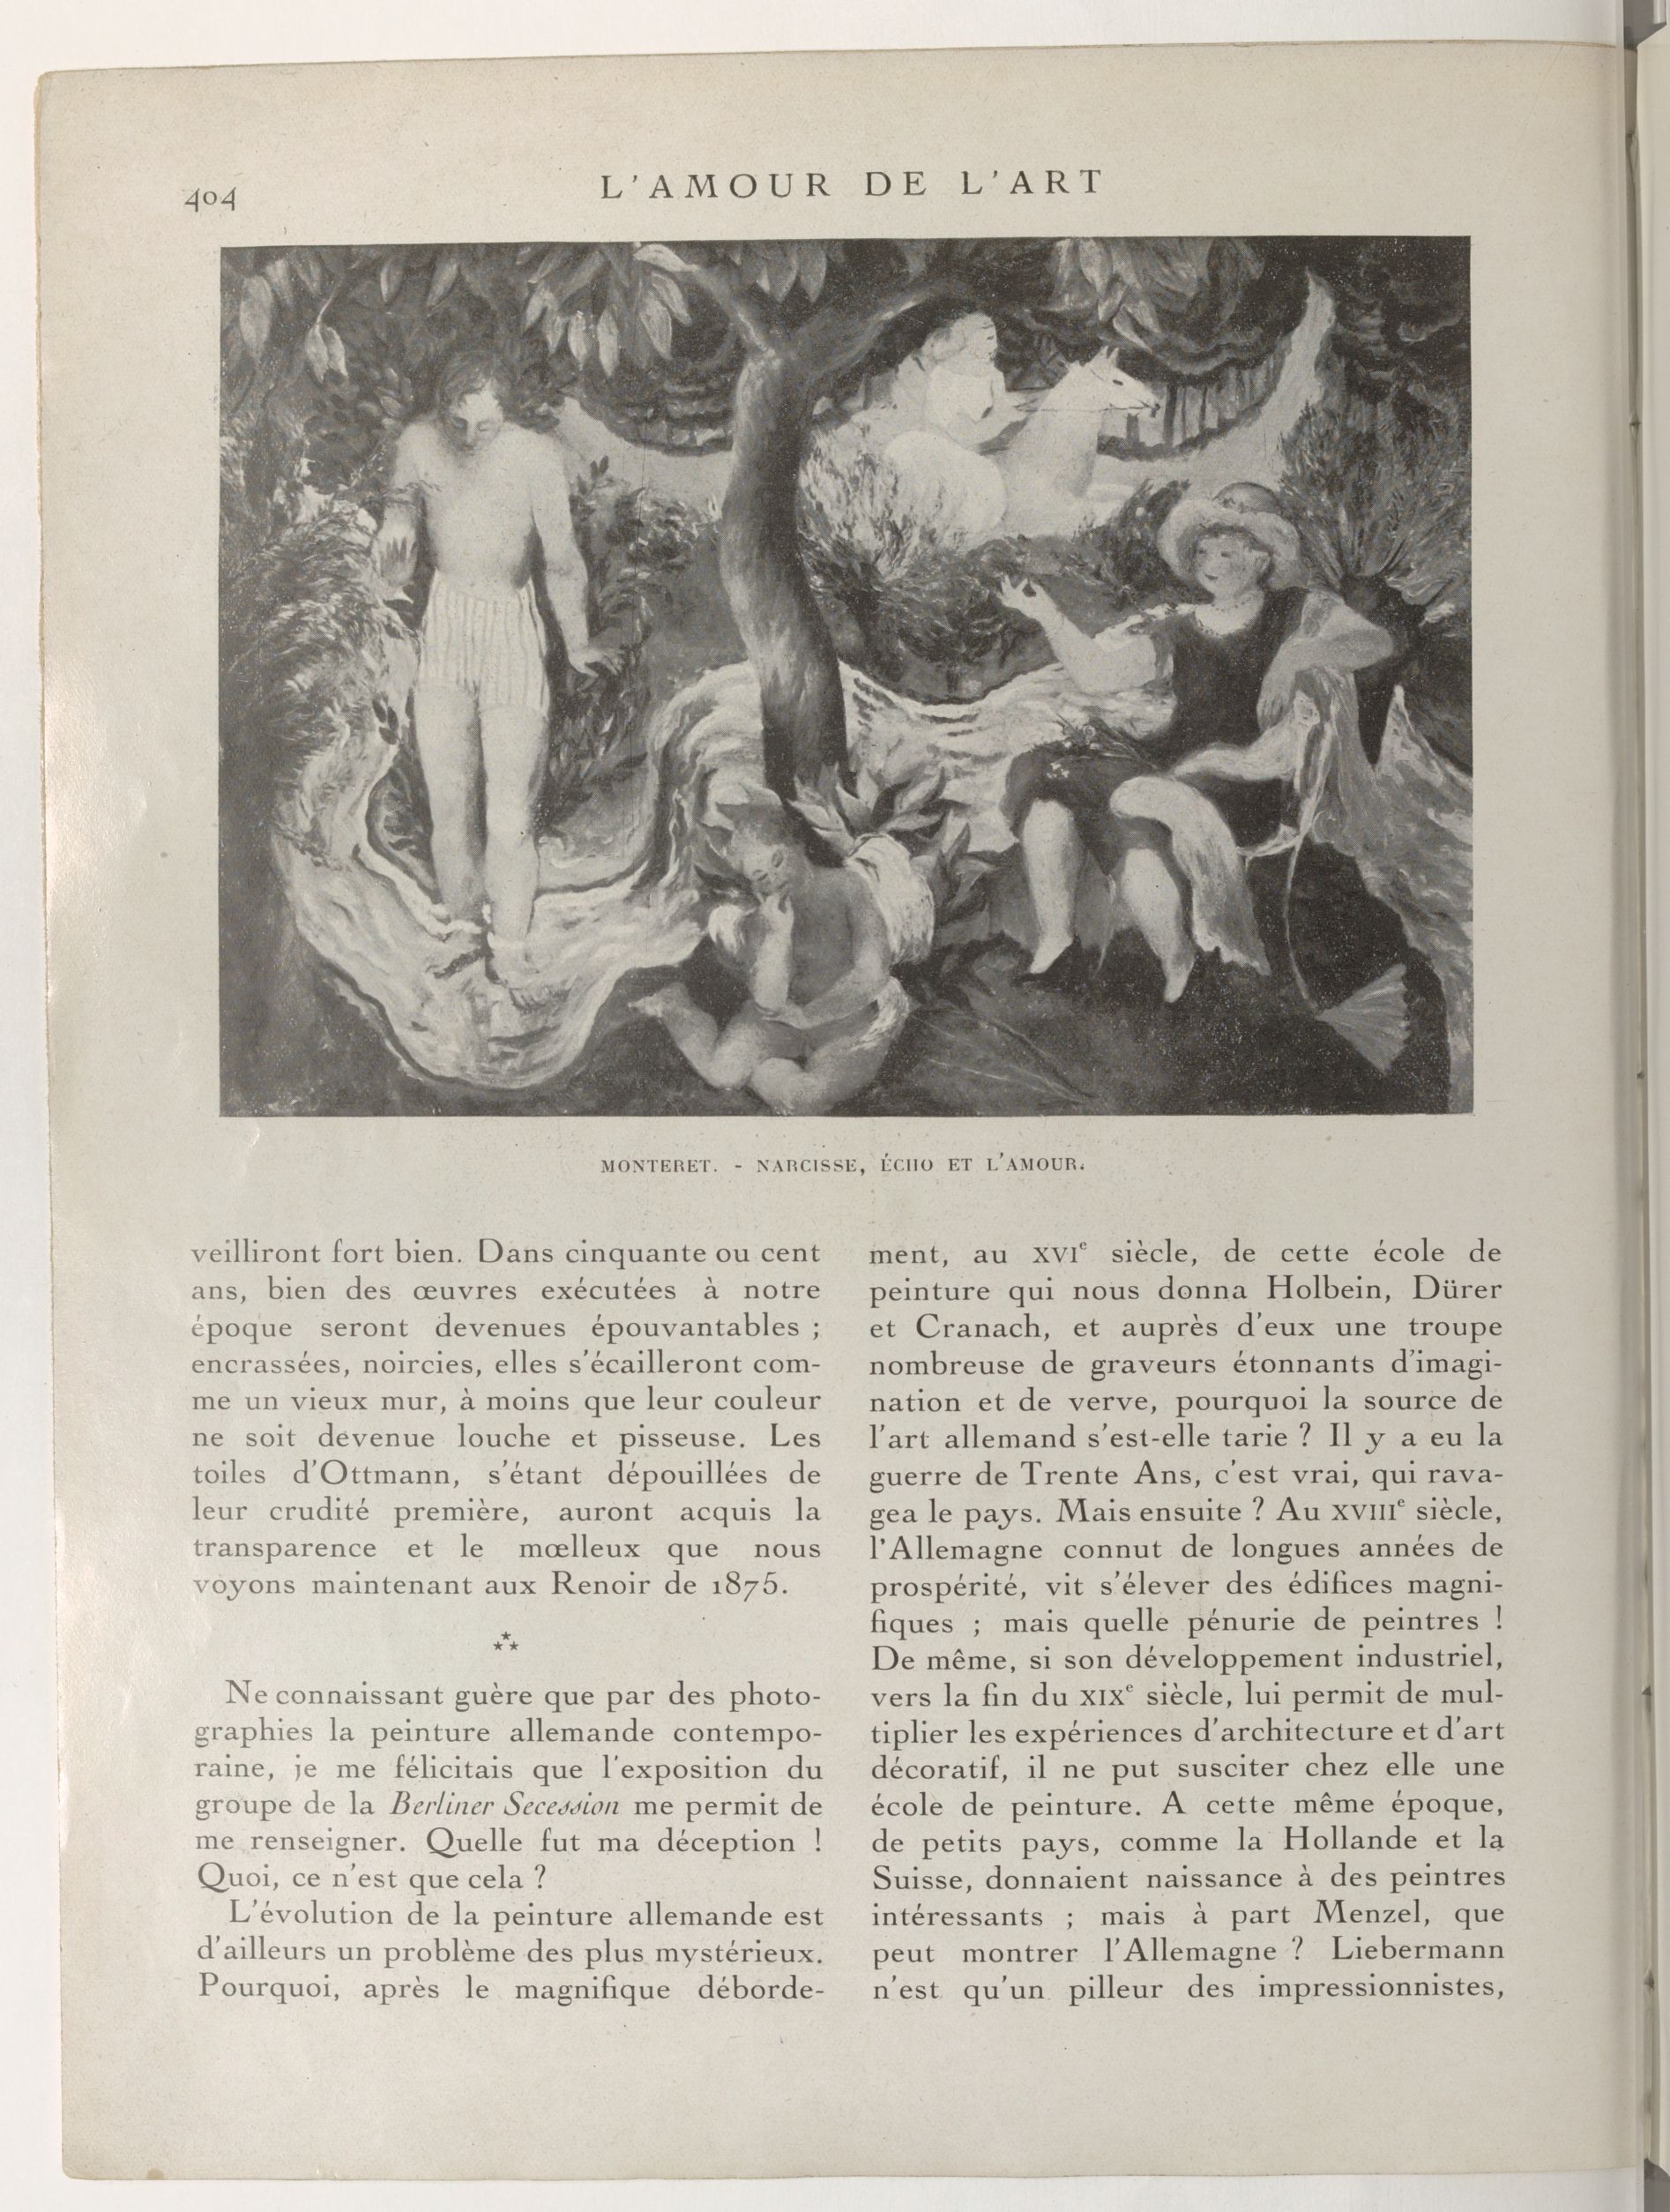 404
L'AMOUR DE L'ART
MONTERET. - NARCISSE, ÉCHO ET L'AMOUR.
veilliront fort bien. Dans cinquante ou cent
ans, bien des œuvres exécutées à notre
époque seront devenues épouvantables ;
encrassées, noircies, elles s'écailleront com-
me un vieux mur, à moins que leur couleur
ne soit devenue louche et pisseuse. Les
toiles d'Ottmann, s'étant dépouillées de
leur crudité première, auront acquis la
transparence et le mœlleux que nous
voyons maintenant aux Renoir de 1875.
⁂
Ne connaissant guère que par des photo-
graphies la peinture allemande contempo-
raine, je me félicitais que l'exposition du
groupe de la Berliner Secession me permit de
me renseigner. Quelle fut ma déception !
Quoi, ce n'est que cela ?
L'évolution de la peinture allemande est
d'ailleurs un problème des plus mystérieux.
Pourquoi, après le magnifique déborde-
ment, au XVIe siècle, de cette école de
peinture qui nous donna Holbein, Dürer
et Cranach, et auprès d'eux une troupe
nombreuse de graveurs étonnants d'imagi-
nation et de verve, pourquoi la source de
l'art allemand s'est-elle tarie ? Il y a eu la
guerre de Trente Ans, c'est vrai, qui rava-
gea le pays. Mais ensuite ? Au XVIIIe siècle,
l'Allemagne connut de longues années de
prospérité, vit s'élever des édifices magni-
fiques ; mais quelle pénurie de peintres !
De même, si son développement industriel,
vers la fin du XIXe siècle, lui permit de mul-
tiplier les expériences d'architecture et d'art
décoratif, il ne put susciter chez elle une
école de peinture. A cette même époque,
de petits pays, comme la Hollande et la
Suisse, donnaient naissance à des peintres
intéressants ; mais à part Menzel, que
peut montrer l'Allemagne ? Liebermann
n'est qu'un pilleur des impressionnistes,